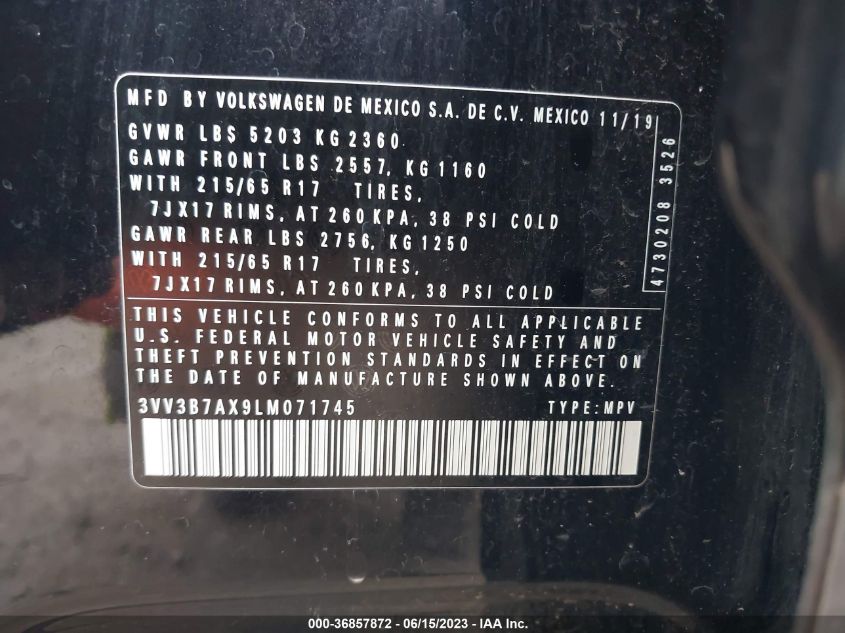 MFD BY VOLKSWAGEN DE MEXICO S.A. DE C.V. MEXICO 11/19
GVWR LBS 5203 KG 2360
GAWR FRONT LBS 2557, KG 1160
WITH 215/65 R17 TIRES,
7JX17 RIMS, AT 260 KPA, 38 PSI COLD
GAWR REAR LBS 2756, KG 1250
WITH 215/65 R17 TIRES,
7JX17 RIMS, AT 260 KPA, 38 PSI COLD
4730208 3526
THIS VEHICLE CONFORMS TO ALL APPLICABLE
U.S. FEDERAL MOTOR VEHICLE SAFETY AND
THEFT PREVENTION STANDARDS IN EFFECT ON
THE DATE OF MANUFACTURE SHOWN ABOVE.
3VV3B7AX9LM071745 TYPE: MPV
000-36857872 / 06/15/2023 - IAA Inc.